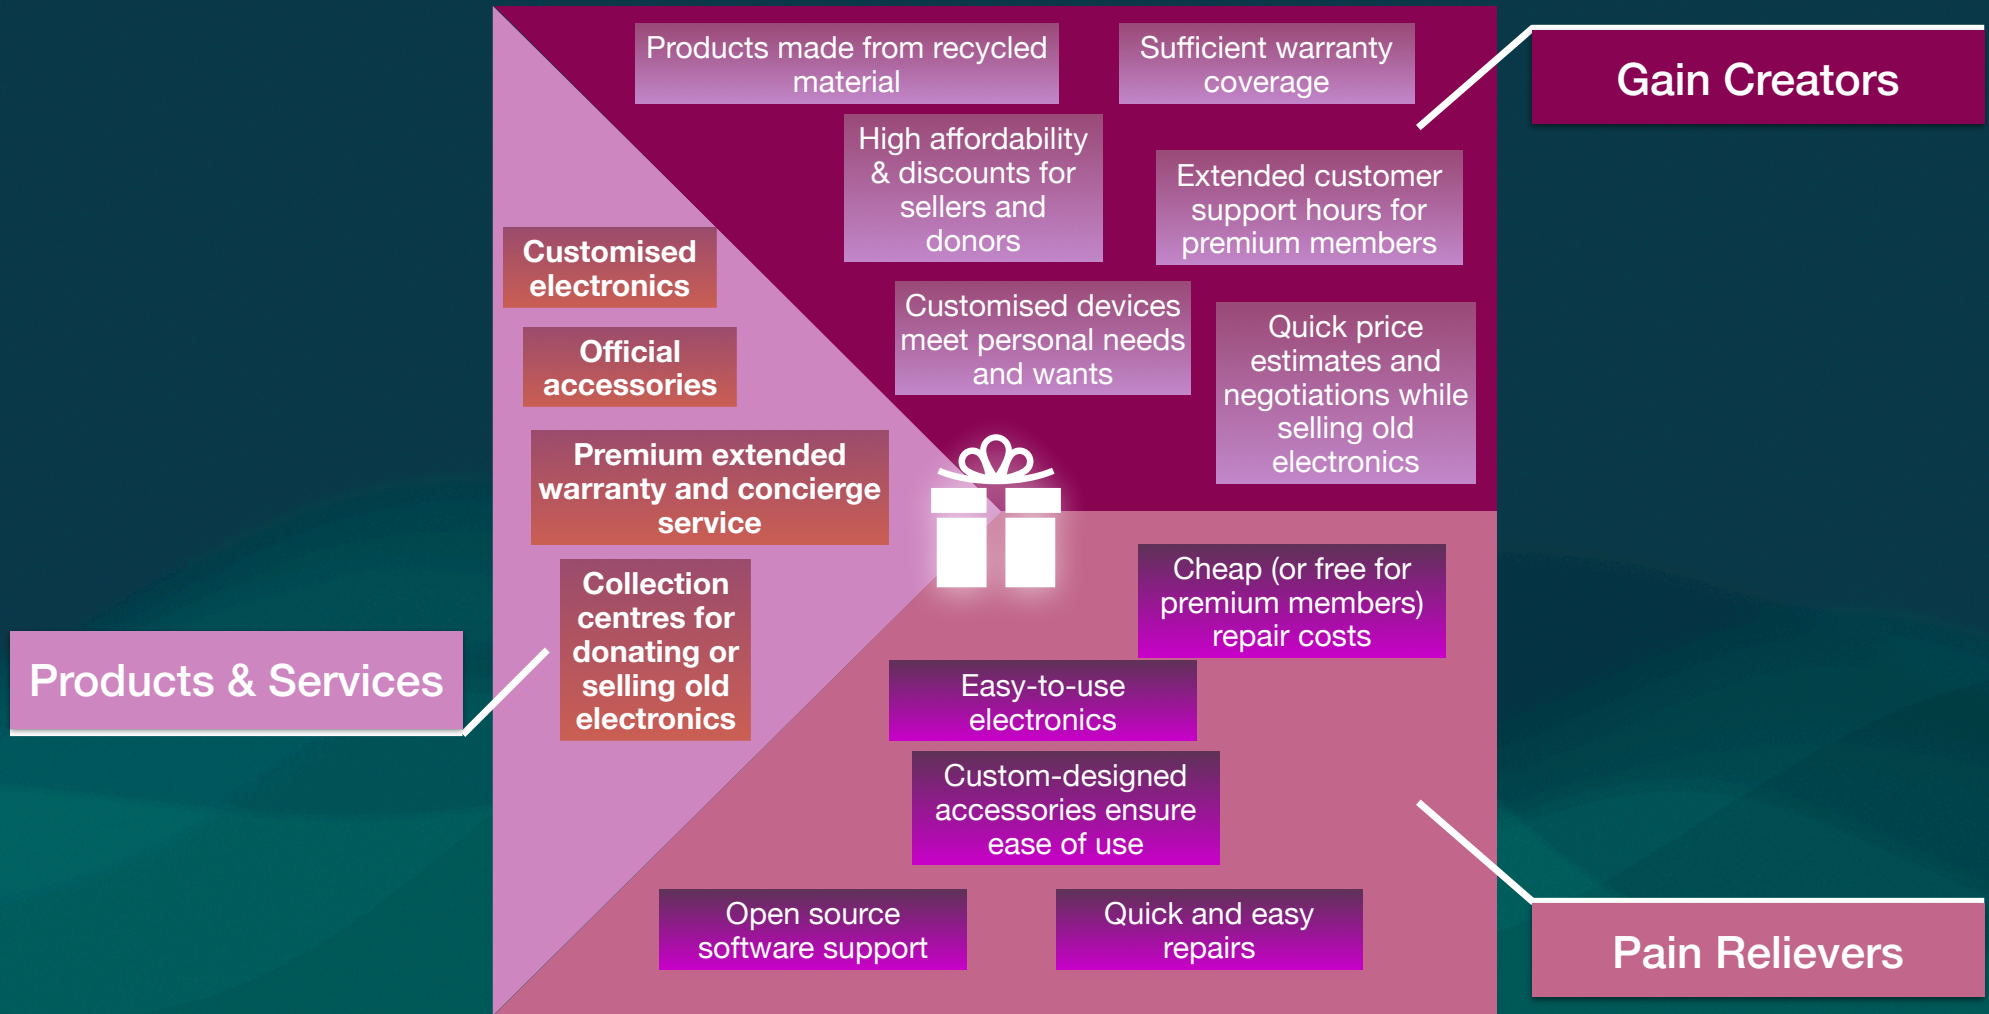 Products made from recycled
material
Sufficient warranty
coverage
Gain Creators
High affordability
& discounts for
sellers and
donors
Extended customer
support hours for
premium members
Customised
electronics
Customised devices
meet personal needs
and wants
Quick price
estimates and
negotiations while
selling old
electronics
Official
accessories
Premium extended
warranty and concierge
service
Collection
centres for
donating or
selling old
electronics
Products & Services
Cheap (or free for
premium members)
repair costs
Easy-to-use
electronics
Custom-designed
accessories ensure
ease of use
Open source
software support
Quick and easy
repairs
Pain Relievers